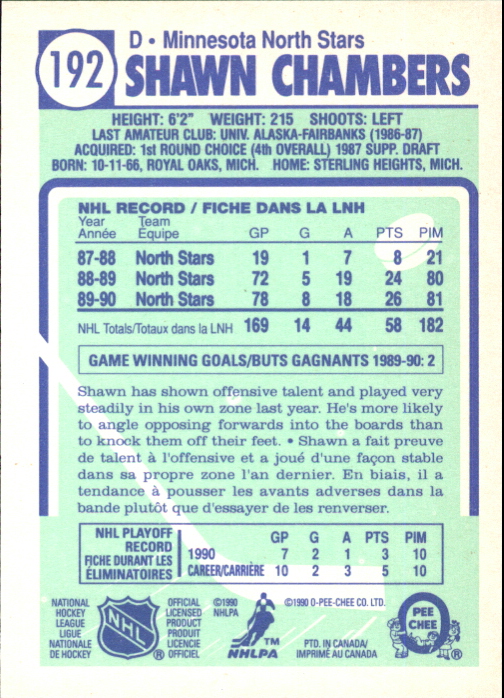 192
D • Minnesota North Stars
SHAWN CHAMBERS
HEIGHT: 6'2" WEIGHT: 215 SHOOTS: LEFT
LAST AMATEUR CLUB: UNIV. ALASKA-FAIRBANKS (1986-87)
ACQUIRED: 1st ROUND CHOICE (4th OVERALL) 1987 SUPP. DRAFT
BORN: 10-11-66, ROYAL OAKS, MICH. HOME: STERLING HEIGHTS, MICH.
NHL RECORD / FICHE DANS LA LNH
Year Team
Année Équipe GP G A PTS PIM
87-88 North Stars 19 1 7 8 21
88-89 North Stars 72 5 19 24 80
89-90 North Stars 78 8 18 26 81
NHL Totals/Totaux dans la LNH 169 14 44 58 182
GAME WINNING GOALS/BUTS GAGNANTS 1989-90: 2
Shawn has shown offensive talent and played very
steadily in his own zone last year. He's more likely
to angle opposing forwards into the boards than
to knock them off their feet. • Shawn a fait preuve
de talent à l'offensive et a joué d'une façon stable
dans sa propre zone l'an dernier. En biais, il a
tendance à pousser les avants adverses dans la
bande plutôt que d'essayer de les renverser.
NHL PLAYOFF
RECORD
FICHE DURANT LES
ÉLIMINATOIRES
GP G A PTS PIM
1990 7 2 1 3 10
CAREER/CARRIÈRE 10 2 3 5 10
NATIONAL
HOCKEY
LEAGUE
LIGUE
NATIONALE
DE HOCKEY
NHL
®
OFFICIAL
LICENSED
PRODUCT
PRODUIT
LICENCIE
OFFICIEL
©1990
NHLPA
TM
NHLPA
©1990 O-PEE-CHEE CO. LTD.
PTD. IN CANADA/
IMPRIMÉ AU CANADA
PEE
CHEE
®